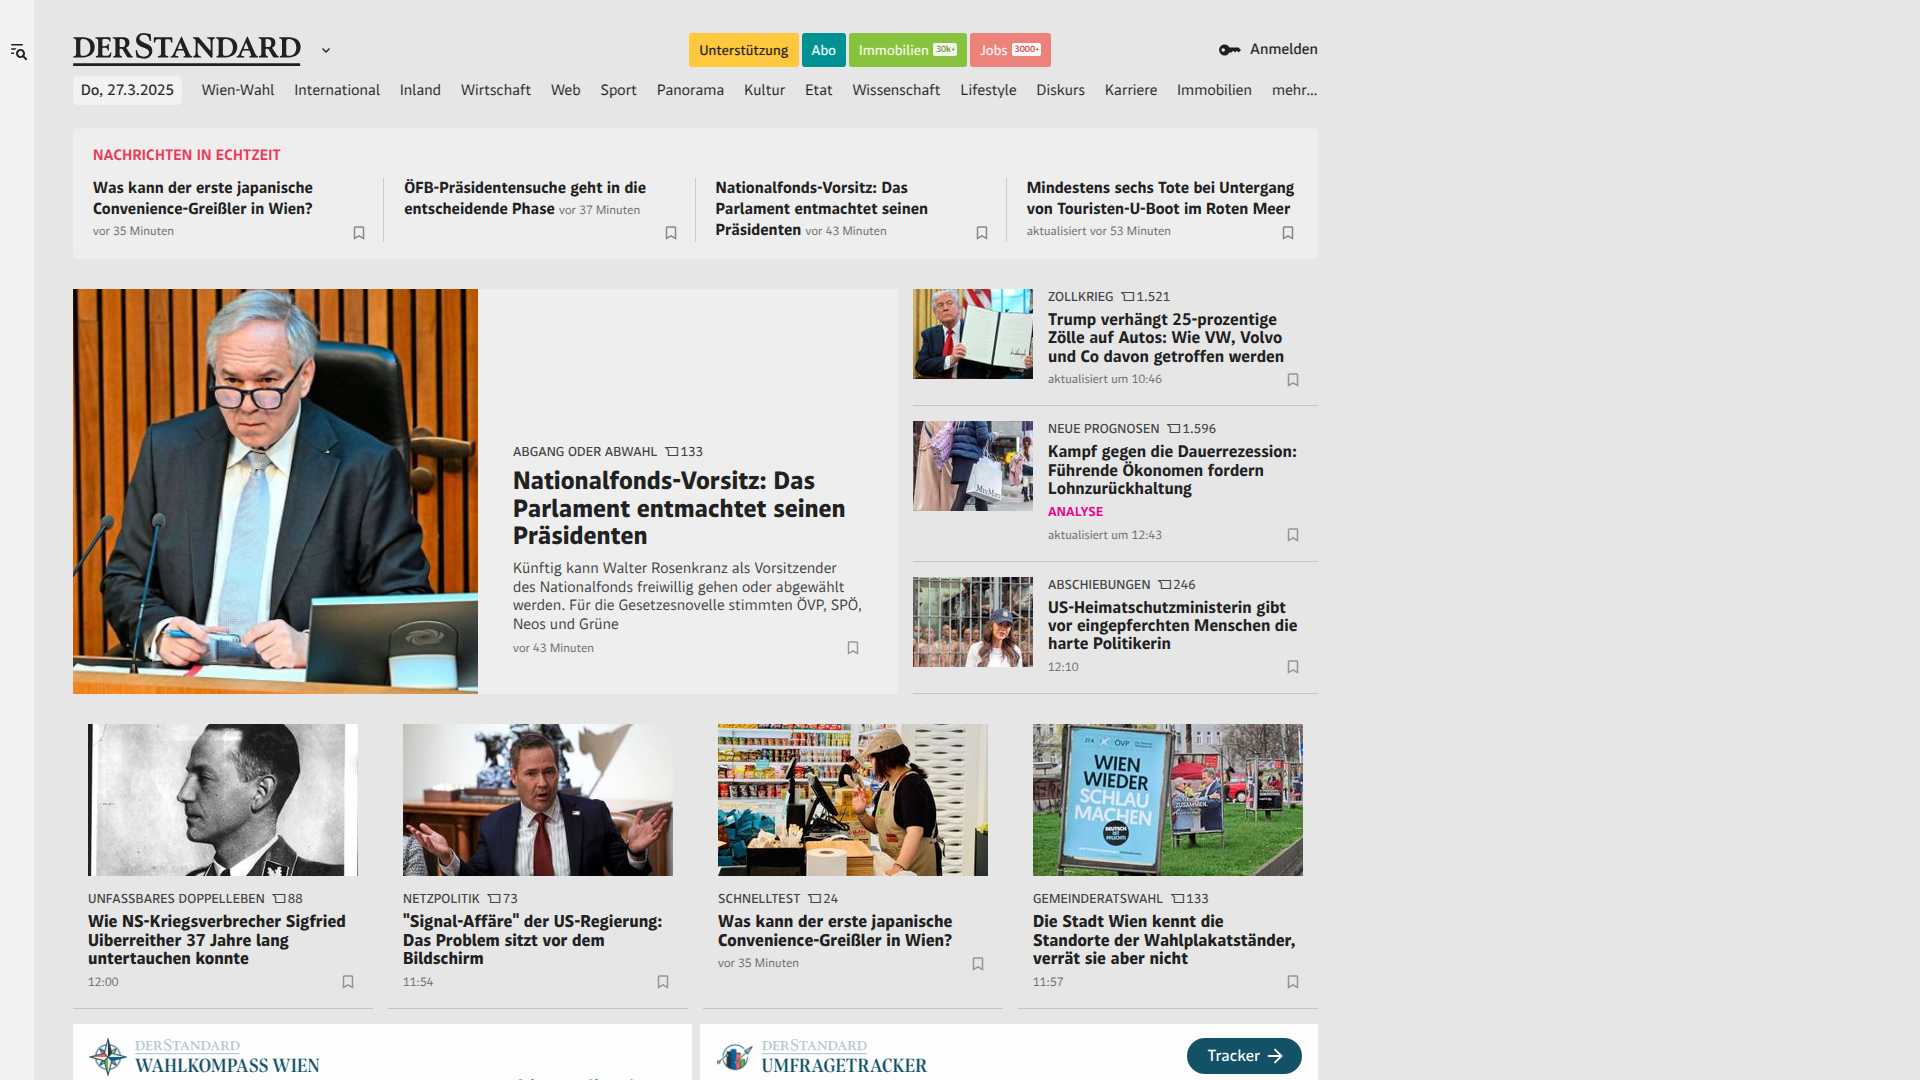 DERSTANDARD
Unterstützung
Abo
Immobilien 30k+
Jobs 3000+
Anmelden
Do, 27.3.2025
Wien-Wahl
International
Inland
Wirtschaft
Web
Sport
Panorama
Kultur
Etat
Wissenschaft
Lifestyle
Diskurs
Karriere
Immobilien
mehr...
NACHRICHTEN IN ECHTZEIT
Was kann der erste japanische
Convenience-Greißler in Wien?
vor 35 Minuten
ÖFB-Präsidentensuche geht in die
entscheidende Phase vor 37 Minuten
Nationalfonds-Vorsitz: Das
Parlament entmachtet seinen
Präsidenten vor 43 Minuten
Mindestens sechs Tote bei Untergang
von Touristen-U-Boot im Roten Meer
aktualisiert vor 53 Minuten
ABGANG ODER ABWAHL 133
Nationalfonds-Vorsitz: Das
Parlament entmachtet seinen
Präsidenten
Künftig kann Walter Rosenkranz als Vorsitzender
des Nationalfonds freiwillig gehen oder abgewählt
werden. Für die Gesetzesnovelle stimmten ÖVP, SPÖ,
Neos und Grüne
vor 43 Minuten
ZOLLKRIEG 1.521
Trump verhängt 25-prozentige
Zölle auf Autos: Wie VW, Volvo
und Co davon getroffen werden
aktualisiert um 10:46
NEUE PROGNOSEN 1.596
Kampf gegen die Dauerrezession:
Führende Ökonomen fordern
Lohnzurückhaltung
ANALYSE
aktualisiert um 12:43
ABSCHIEBUNGEN 246
US-Heimatschutzministerin gibt
vor eingepferchten Menschen die
harte Politikerin
12:10
UNFASSBARES DOPPELLEBEN 88
Wie NS-Kriegsverbrecher Sigfried
Uiberreither 37 Jahre lang
untertauchen konnte
12:00
NETZPOLITIK 73
"Signal-Affäre" der US-Regierung:
Das Problem sitzt vor dem
Bildschirm
11:54
SCHNELLTEST 24
Was kann der erste japanische
Convenience-Greißler in Wien?
vor 35 Minuten
ÖVP
WIEN
WIEDER
SCHLAU
MACHEN
DEUTSCH
IST
PFLICHT!
GEMEINDERATSWAHL 133
Die Stadt Wien kennt die
Standorte der Wahlplakatständer,
verrät sie aber nicht
11:57
DERSTANDARD
WAHLKOMPASS WIEN
DERSTANDARD
UMFRAGETRACKER
Tracker